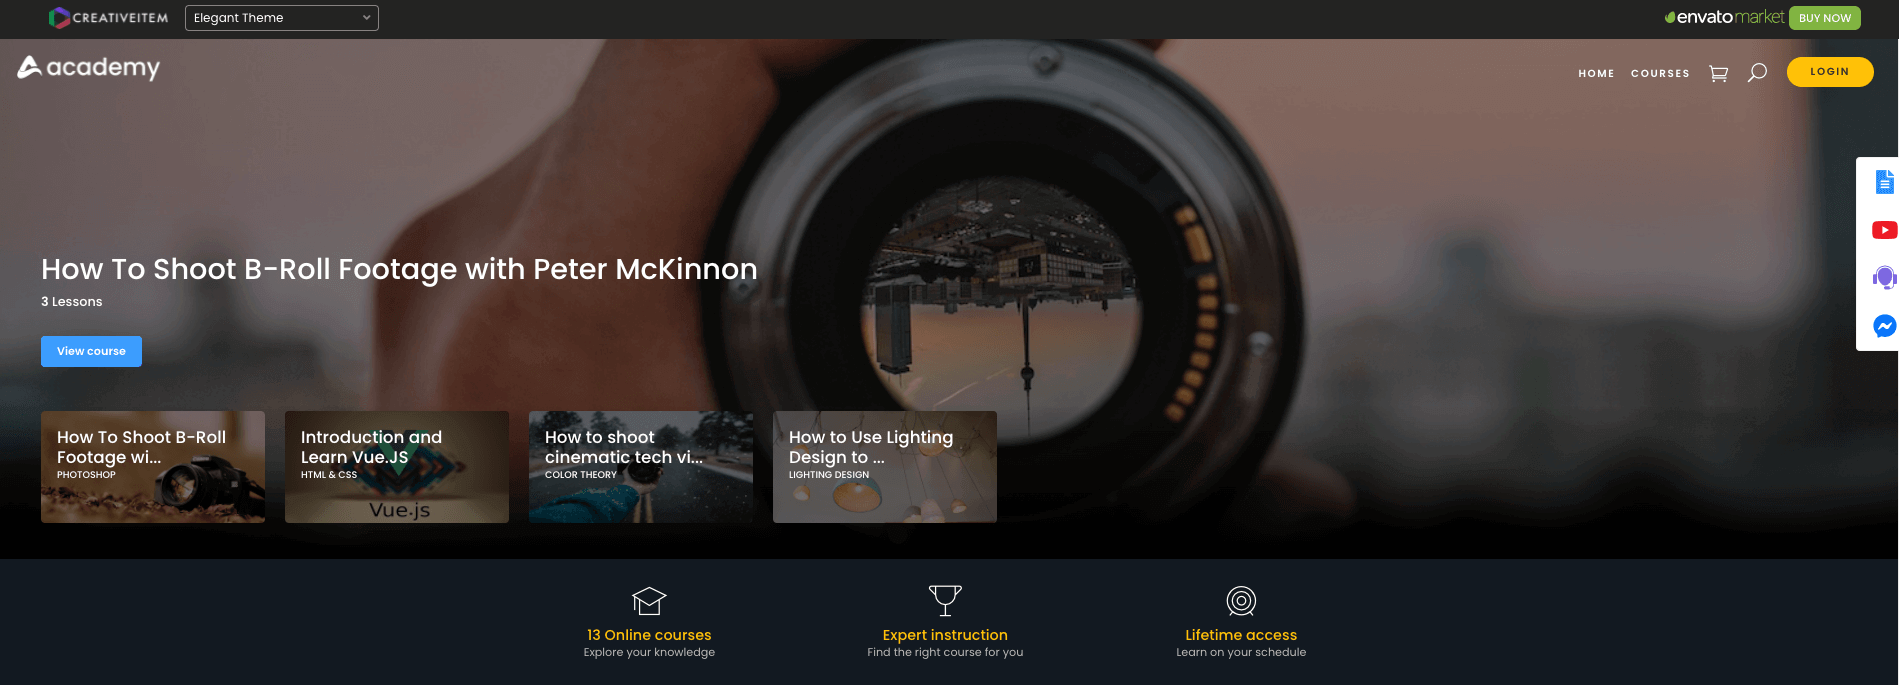 CREATIVEITEM
Elegant Theme
envato market
BUY NOW
academy
HOME
COURSES
LOGIN
How To Shoot B-Roll Footage with Peter McKinnon
3 Lessons
View course
How To Shoot B-Roll
Footage wi...
PHOTOSHOP
Introduction and
Learn Vue.JS
HTML & CSS
Vue.js
How to shoot
cinematic tech vi...
COLOR THEORY
How to Use Lighting
Design to ...
LIGHTING DESIGN
13 Online courses
Explore your knowledge
Expert instruction
Find the right course for you
Lifetime access
Learn on your schedule